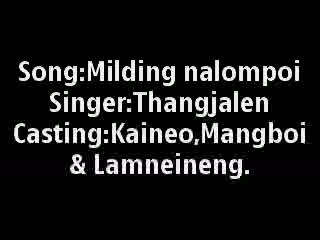 Song:Milding nalompoi
Singer:Thangjalen
Casting:Kaineo,Mangboi
& Lamneineng.